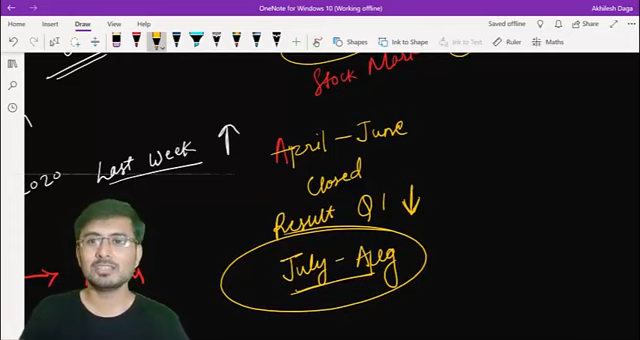 OneNote for Windows 10 (Working offline)
Akhilesh Daga
Home Insert Draw View Help
Saved offline
Shapes Ink to Shape Ink to Text Ruler Maths
Stock Mar
April - June
Last Week
Closed
2020
Result Q1
July - Aug